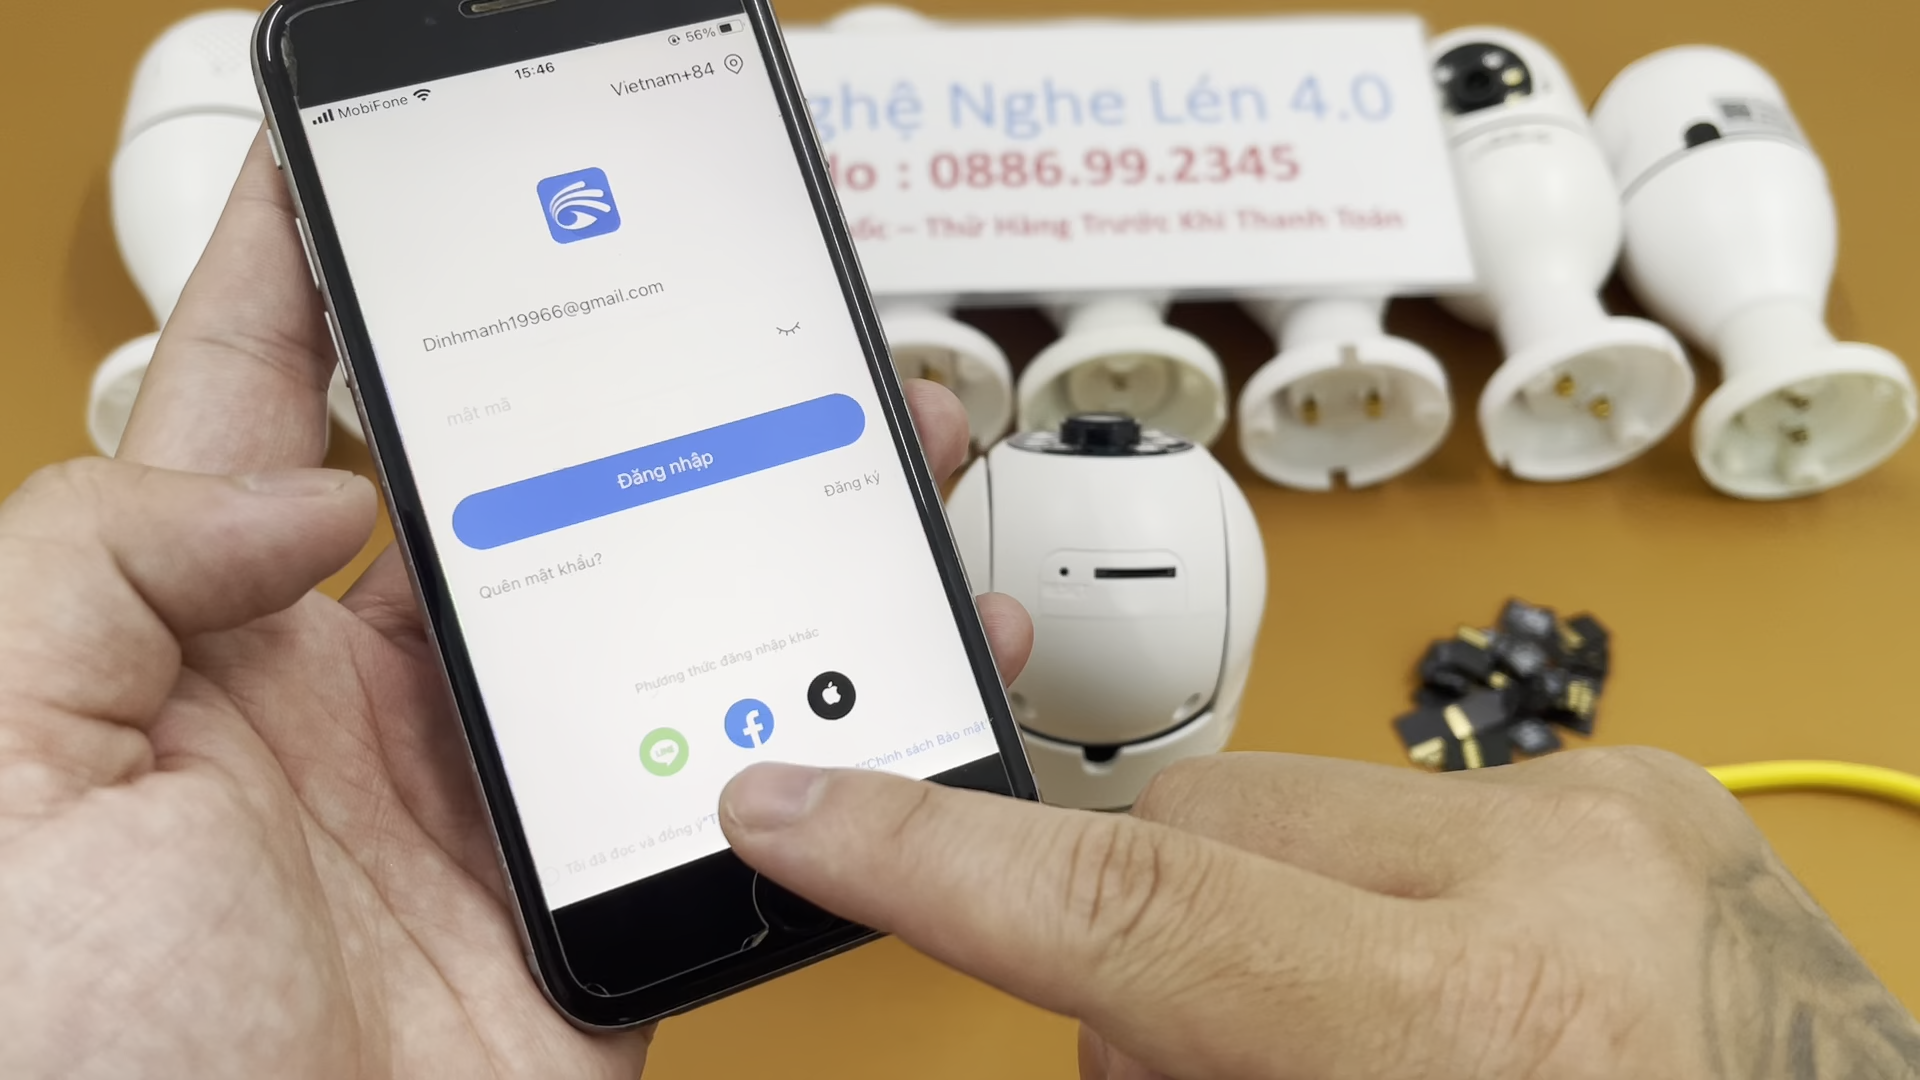 MobiFone
15:46
56%
Vietnam+84
Dinhmanh19966@gmail.com
mật mã
Đăng nhập
Đăng ký
Quên mật khẩu?
Phương thức đăng nhập khác
LINE
Tôi đã đọc và đồng ý"T
"Chính sách Bảo mật"
ghệ Nghe Lén 4.0
lo : 0886.99.2345
ốc – Thử Hàng Trước Khi Thanh Toán